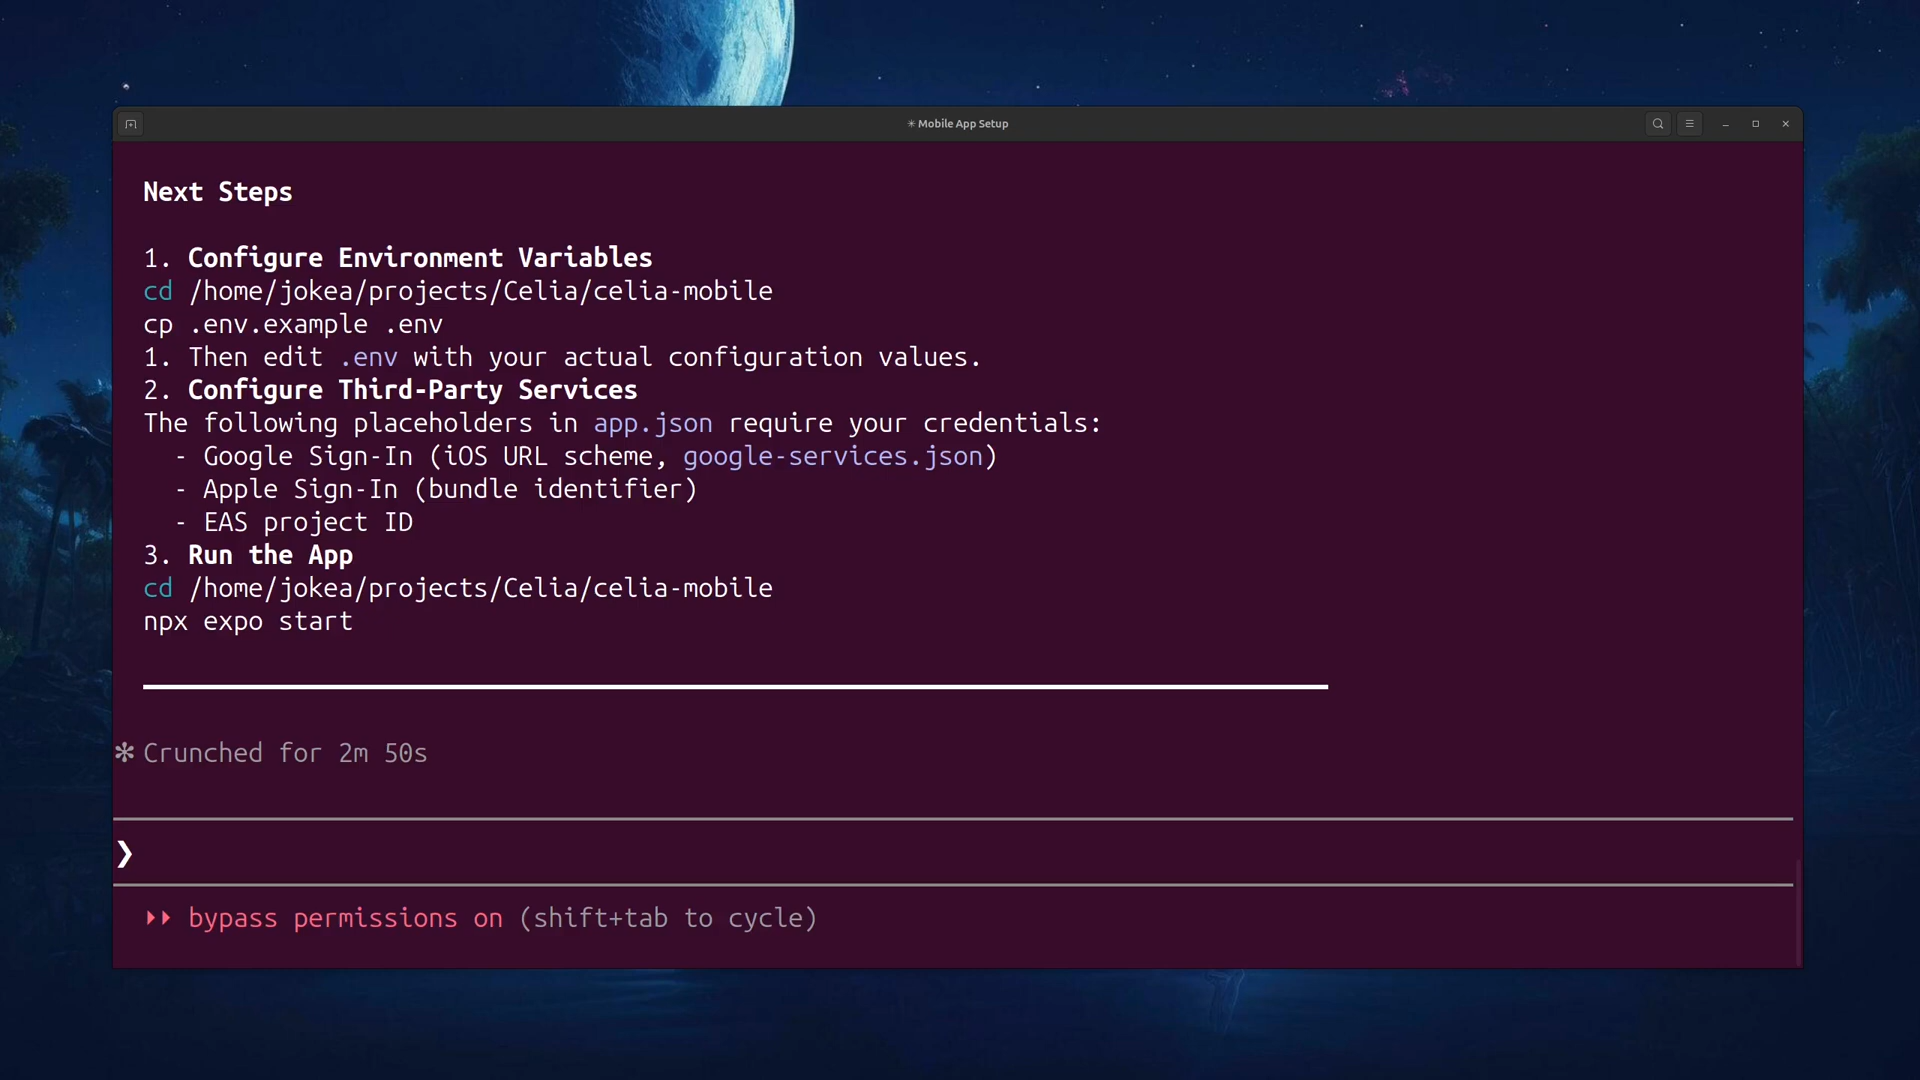 ✳ Mobile App Setup
Next Steps
1. Configure Environment Variables
cd /home/jokea/projects/Celia/celia-mobile
cp .env.example .env
1. Then edit .env with your actual configuration values.
2. Configure Third-Party Services
The following placeholders in app.json require your credentials:
- Google Sign-In (iOS URL scheme, google-services.json)
- Apple Sign-In (bundle identifier)
- EAS project ID
3. Run the App
cd /home/jokea/projects/Celia/celia-mobile
npx expo start
✻ Crunched for 2m 50s
❯
⏵⏵ bypass permissions on (shift+tab to cycle)